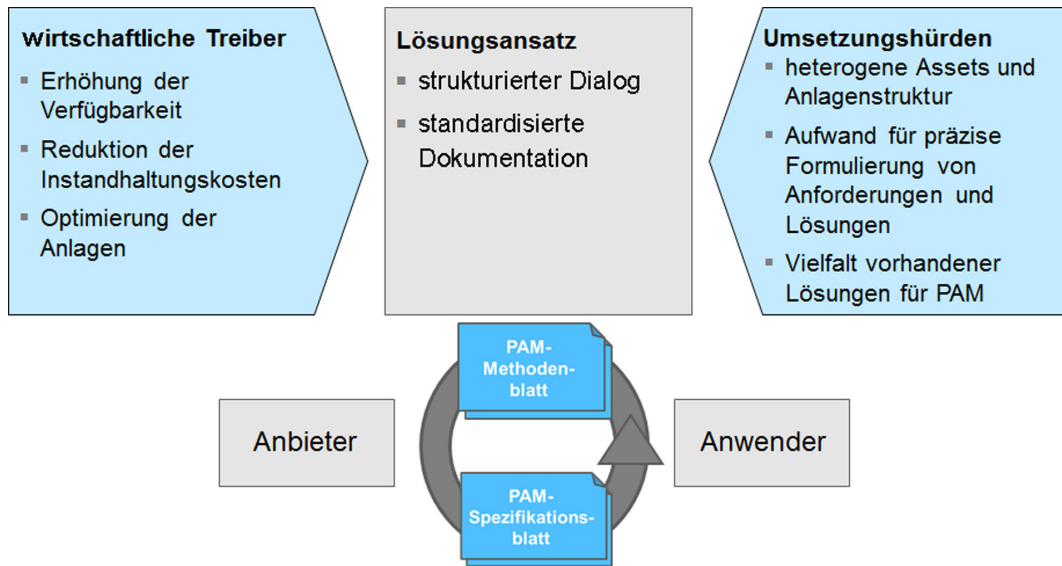 wirtschaftliche Treiber
▪ Erhöhung der
Verfügbarkeit
▪ Reduktion der
Instandhaltungskosten
▪ Optimierung der
Anlagen
Lösungsansatz
▪ strukturierter Dialog
▪ standardisierte
Dokumentation
Umsetzungshürden
▪ heterogene Assets und
Anlagenstruktur
▪ Aufwand für präzise
Formulierung von
Anforderungen und
Lösungen
▪ Vielfalt vorhandener
Lösungen für PAM
PAM-
Methoden-
blatt
Anbieter
Anwender
PAM-
Spezifikations-
blatt